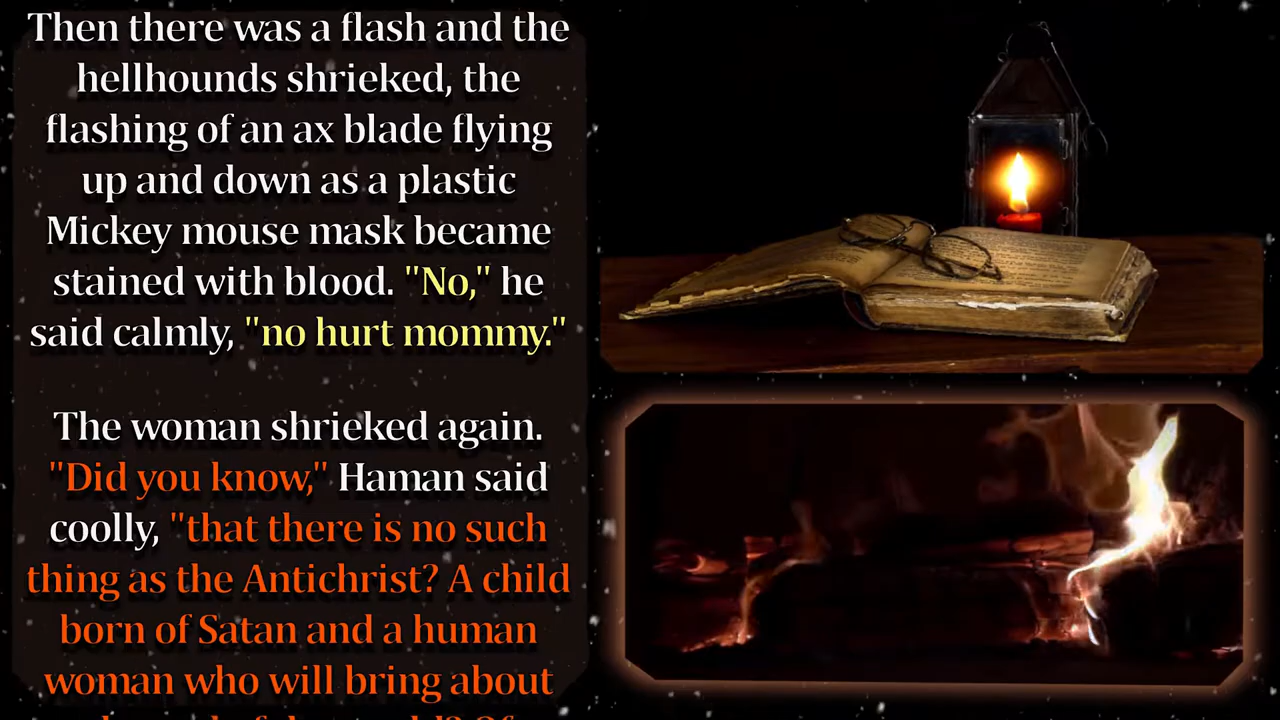 Then there was a flash and the
hellhounds shrieked, the
flashing of an ax blade flying
up and down as a plastic
Mickey mouse mask became
stained with blood. "No," he
said calmly, "no hurt mommy."
The woman shrieked again.
"Did you know," Haman said
coolly, "that there is no such
thing as the Antichrist? A child
born of Satan and a human
woman who will bring about